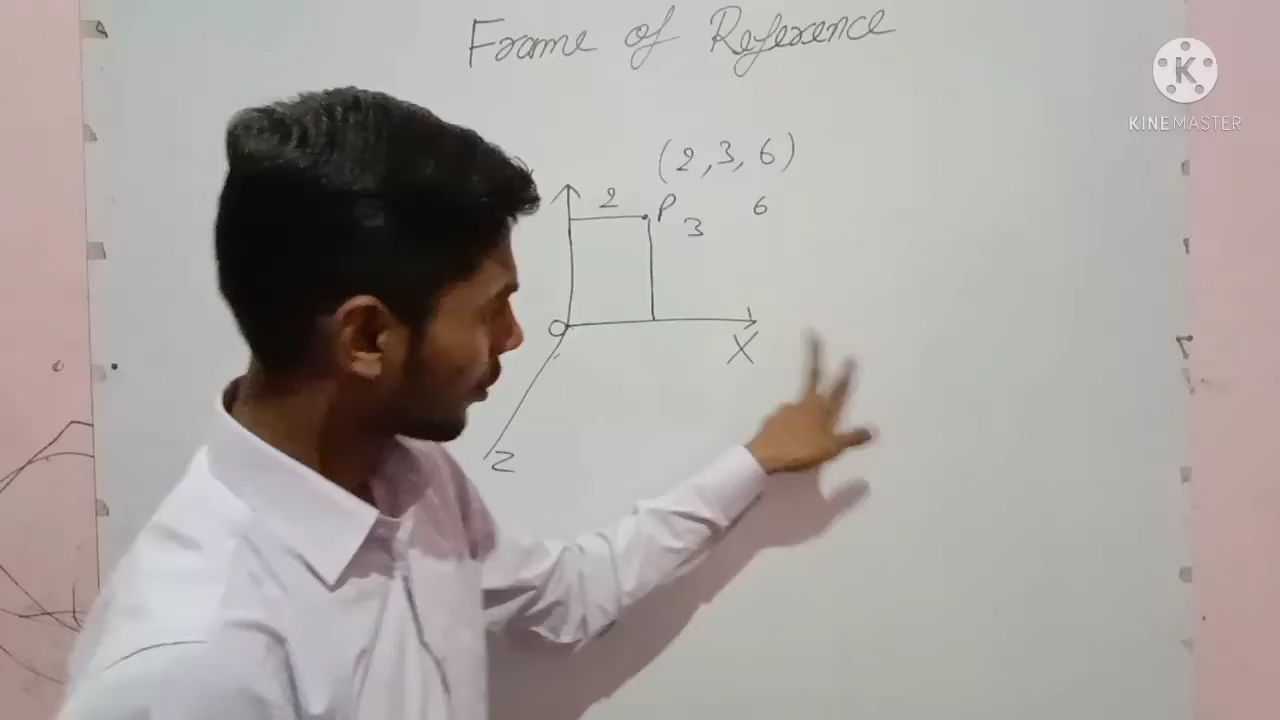 Frame of Reference
K
KINEMASTER
(2,3,6)
2
P
3
6
O
X
Z